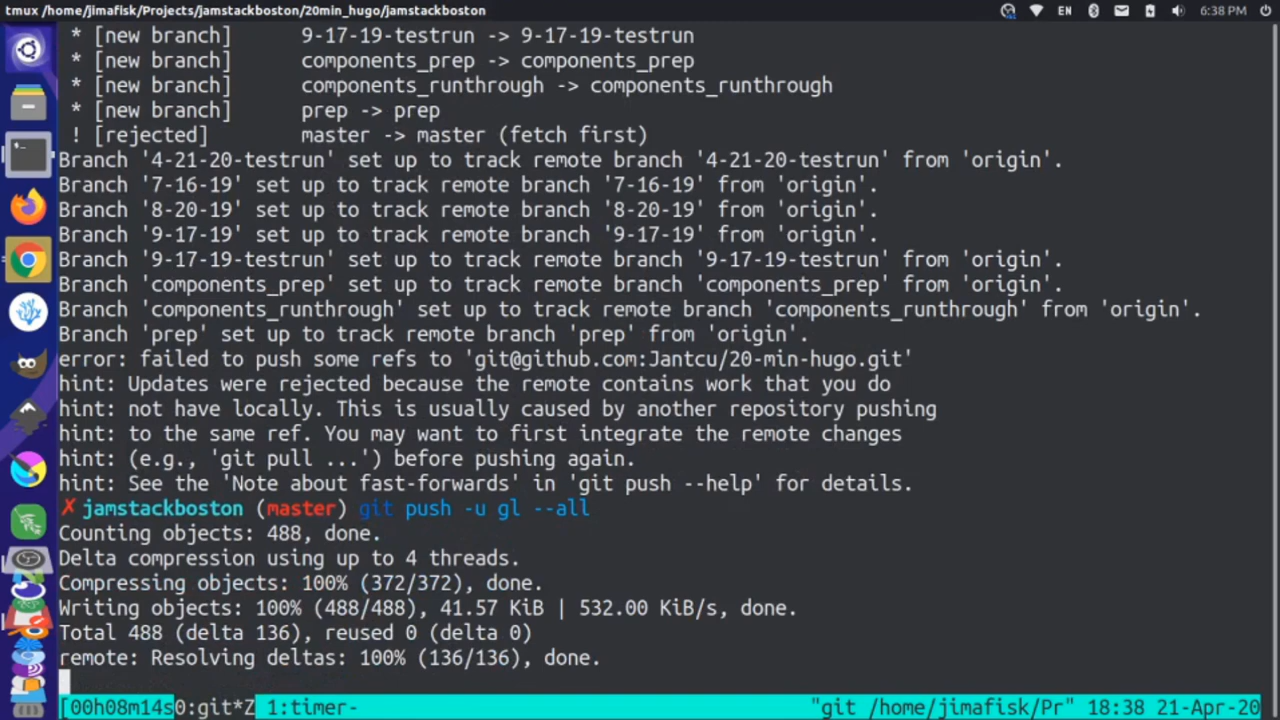 tmux /home/jimafisk/Projects/jamstackboston/20min_hugo/jamstackboston EN 6:38 PM
* [new branch] 9-17-19-testrun -> 9-17-19-testrun
* [new branch] components_prep -> components_prep
* [new branch] components_runthrough -> components_runthrough
* [new branch] prep -> prep
! [rejected] master -> master (fetch first)
Branch '4-21-20-testrun' set up to track remote branch '4-21-20-testrun' from 'origin'.
Branch '7-16-19' set up to track remote branch '7-16-19' from 'origin'.
Branch '8-20-19' set up to track remote branch '8-20-19' from 'origin'.
Branch '9-17-19' set up to track remote branch '9-17-19' from 'origin'.
Branch '9-17-19-testrun' set up to track remote branch '9-17-19-testrun' from 'origin'.
Branch 'components_prep' set up to track remote branch 'components_prep' from 'origin'.
Branch 'components_runthrough' set up to track remote branch 'components_runthrough' from 'origin'.
Branch 'prep' set up to track remote branch 'prep' from 'origin'.
error: failed to push some refs to 'git@github.com:Jantcu/20-min-hugo.git'
hint: Updates were rejected because the remote contains work that you do
hint: not have locally. This is usually caused by another repository pushing
hint: to the same ref. You may want to first integrate the remote changes
hint: (e.g., 'git pull ...') before pushing again.
hint: See the 'Note about fast-forwards' in 'git push --help' for details.
✗ jamstackboston (master) git push -u gl --all
Counting objects: 488, done.
Delta compression using up to 4 threads.
Compressing objects: 100% (372/372), done.
Writing objects: 100% (488/488), 41.57 KiB | 532.00 KiB/s, done.
Total 488 (delta 136), reused 0 (delta 0)
remote: Resolving deltas: 100% (136/136), done.
[00h08m14s0:git*Z 1:timer- "git /home/jimafisk/Pr" 18:38 21-Apr-20